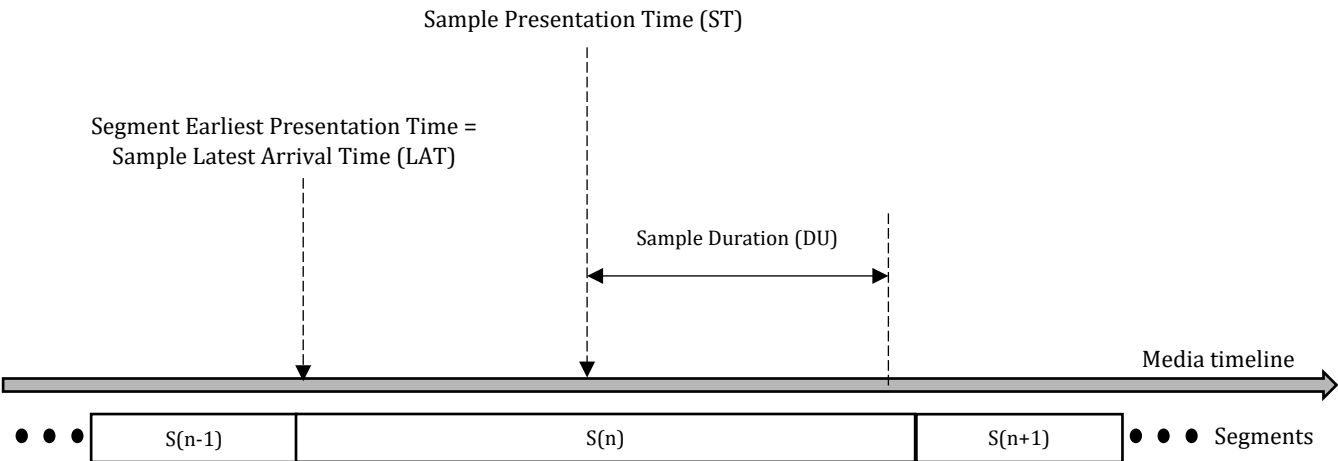 Sample Presentation Time (ST)
Segment Earliest Presentation Time =
Sample Latest Arrival Time (LAT)
Sample Duration (DU)
Media timeline
S(n-1)
S(n)
S(n+1)
Segments